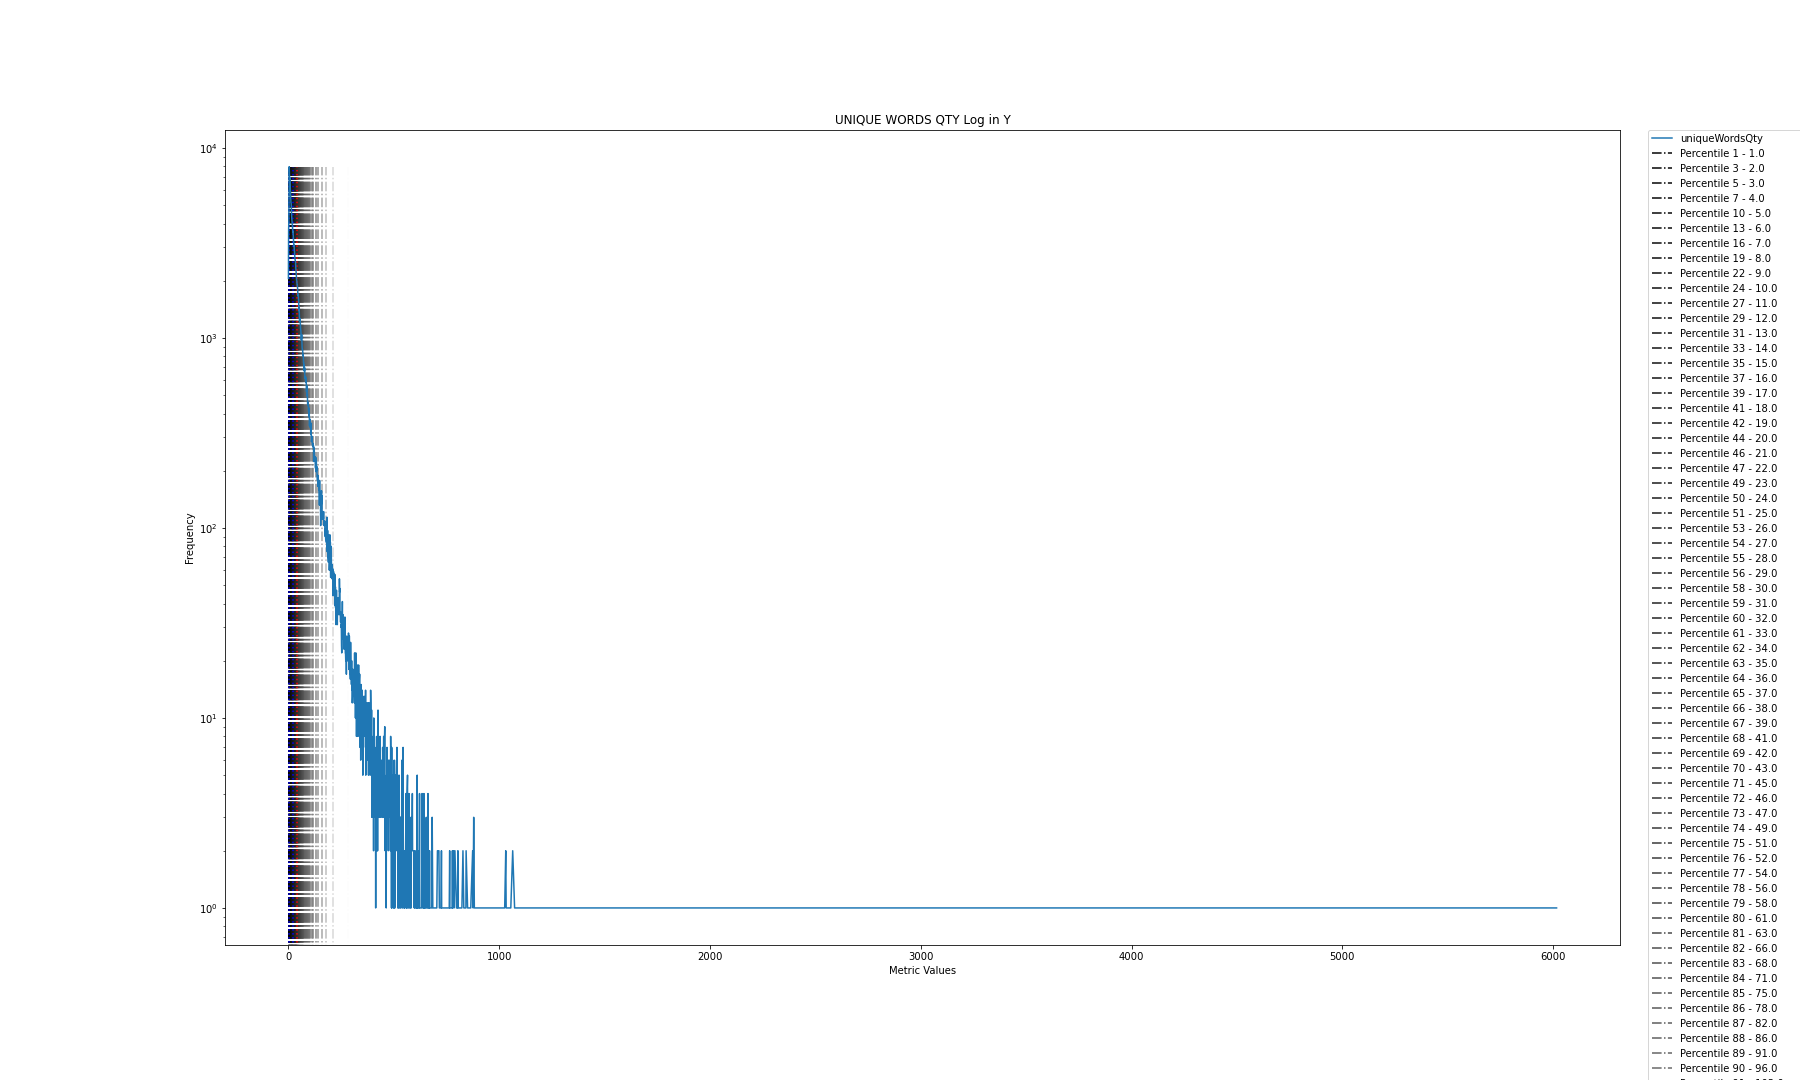 UNIQUE WORDS QTY Log in Y
10⁴
10³
10²
10¹
10⁰
Frequency
0 1000 2000 3000 4000 5000 6000
Metric Values
uniqueWordsQty
Percentile 1 - 1.0
Percentile 3 - 2.0
Percentile 5 - 3.0
Percentile 7 - 4.0
Percentile 10 - 5.0
Percentile 13 - 6.0
Percentile 16 - 7.0
Percentile 19 - 8.0
Percentile 22 - 9.0
Percentile 24 - 10.0
Percentile 27 - 11.0
Percentile 29 - 12.0
Percentile 31 - 13.0
Percentile 33 - 14.0
Percentile 35 - 15.0
Percentile 37 - 16.0
Percentile 39 - 17.0
Percentile 41 - 18.0
Percentile 42 - 19.0
Percentile 44 - 20.0
Percentile 46 - 21.0
Percentile 47 - 22.0
Percentile 49 - 23.0
Percentile 50 - 24.0
Percentile 51 - 25.0
Percentile 53 - 26.0
Percentile 54 - 27.0
Percentile 55 - 28.0
Percentile 56 - 29.0
Percentile 58 - 30.0
Percentile 59 - 31.0
Percentile 60 - 32.0
Percentile 61 - 33.0
Percentile 62 - 34.0
Percentile 63 - 35.0
Percentile 64 - 36.0
Percentile 65 - 37.0
Percentile 66 - 38.0
Percentile 67 - 39.0
Percentile 68 - 41.0
Percentile 69 - 42.0
Percentile 70 - 43.0
Percentile 71 - 45.0
Percentile 72 - 46.0
Percentile 73 - 47.0
Percentile 74 - 49.0
Percentile 75 - 51.0
Percentile 76 - 52.0
Percentile 77 - 54.0
Percentile 78 - 56.0
Percentile 79 - 58.0
Percentile 80 - 61.0
Percentile 81 - 63.0
Percentile 82 - 66.0
Percentile 83 - 68.0
Percentile 84 - 71.0
Percentile 85 - 75.0
Percentile 86 - 78.0
Percentile 87 - 82.0
Percentile 88 - 86.0
Percentile 89 - 91.0
Percentile 90 - 96.0